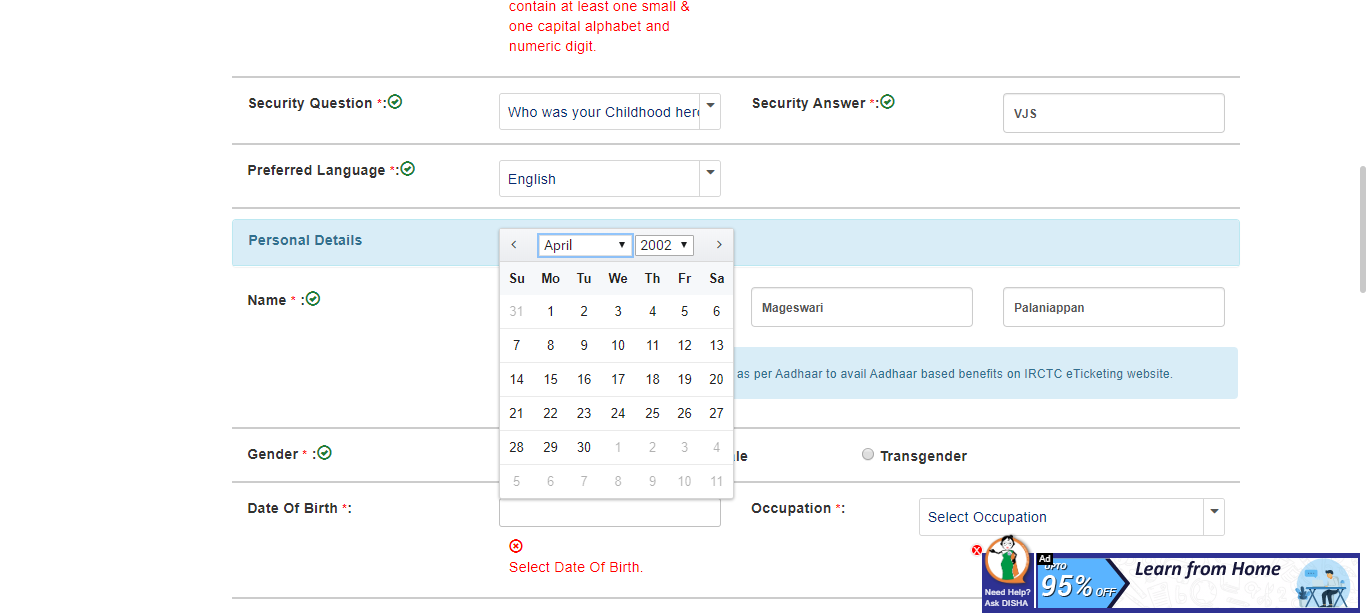 contain at least one small &
one capital alphabet and
numeric digit.
Security Question *:
Who was your Childhood her
Security Answer *:
VJS
Preferred Language *:
English
Personal Details
April
2002
Su Mo Tu We Th Fr Sa
31 1 2 3 4 5 6
7 8 9 10 11 12 13
14 15 16 17 18 19 20
21 22 23 24 25 26 27
28 29 30 1 2 3 4
5 6 7 8 9 10 11
Name * :
Mageswari
Palaniappan
as per Aadhaar to avail Aadhaar based benefits on IRCTC eTicketing website.
Gender * :
le
Transgender
Date Of Birth *:
Occupation *:
Select Occupation
Select Date Of Birth.
Need Help?
Ask DISHA
Ad
UPTO
95% OFF
Learn from Home